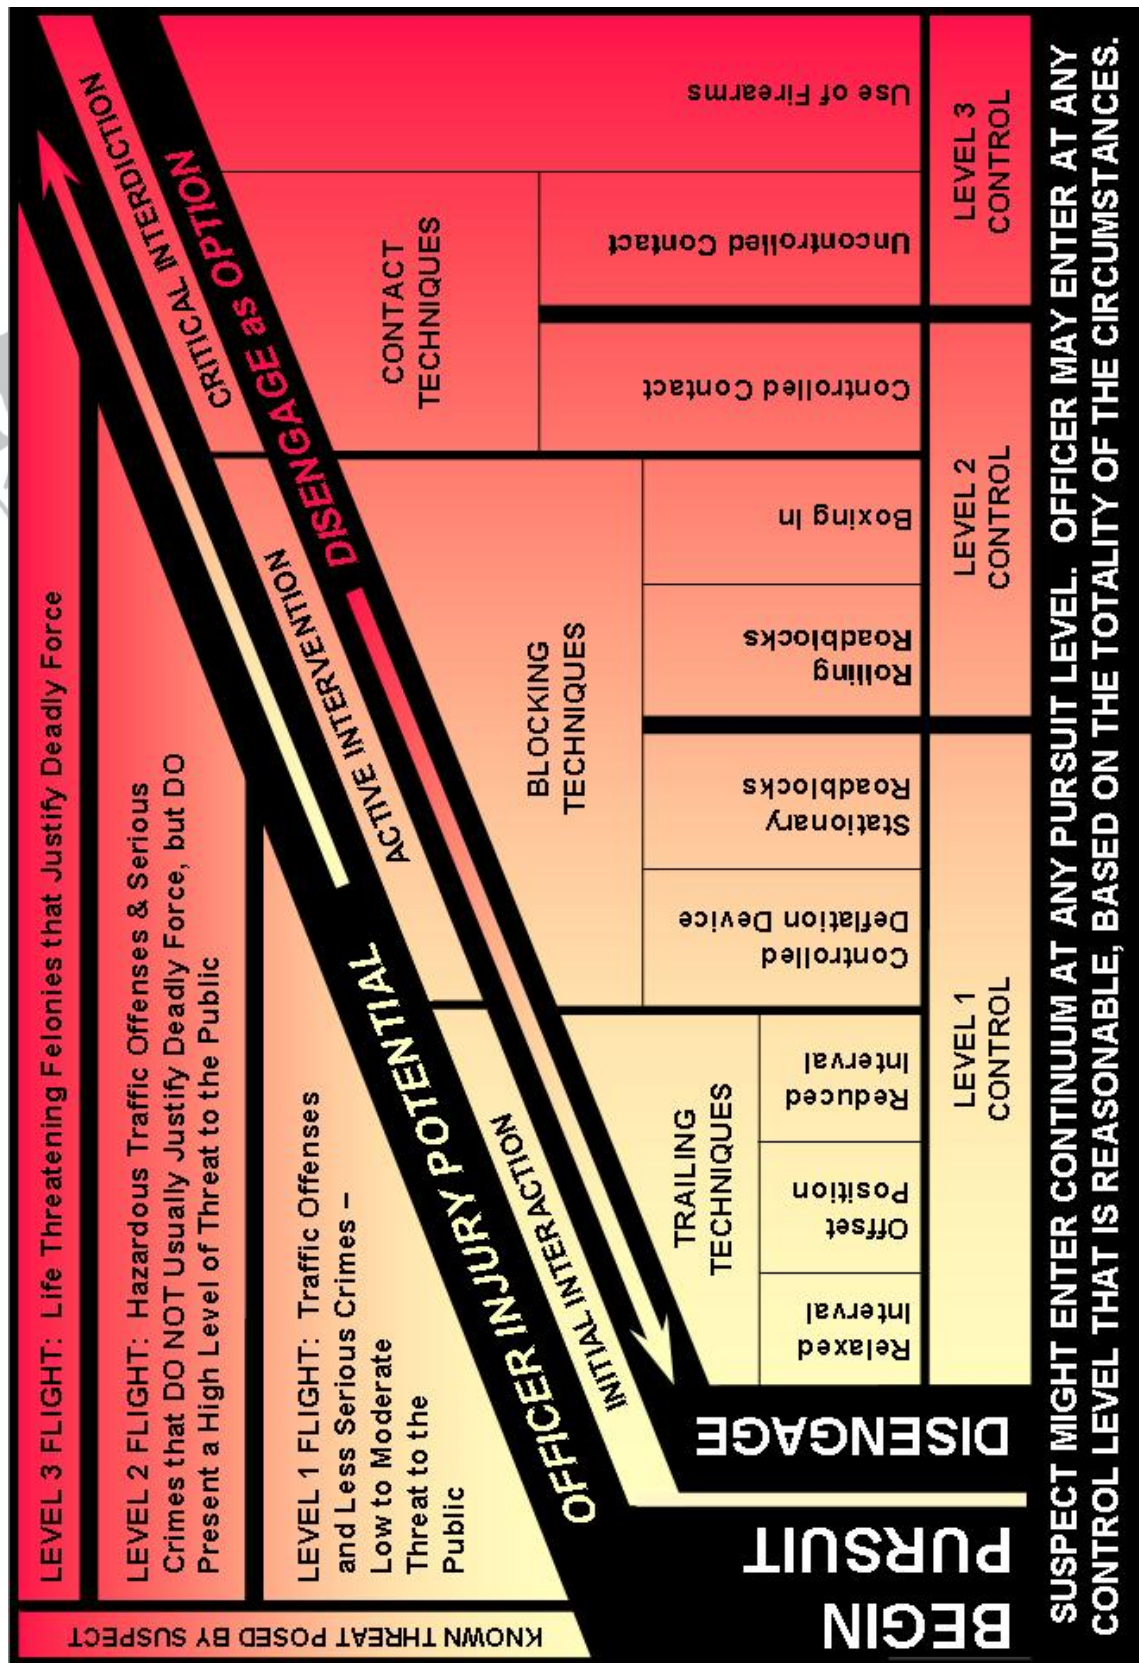 KNOWN THREAT POSED BY SUSPECT
LEVEL 3 FLIGHT: Life Threatening Felonies that Justify Deadly Force
LEVEL 2 FLIGHT: Hazardous Traffic Offenses & Serious
Crimes that DO NOT Usually Justify Deadly Force, but DO
Present a High Level of Threat to the Public
LEVEL 1 FLIGHT: Traffic Offenses
and Less Serious Crimes –
Low to Moderate
Threat to the
Public
OFFICER INJURY POTENTIAL
INITIAL INTERACTION
ACTIVE INTERVENTION
CRITICAL INTERDICTION
DISENGAGE as OPTION
BEGIN
PURSUIT
DISENGAGE
TRAILING
TECHNIQUES
Relaxed
Interval
Offset
Position
Reduced
Interval
BLOCKING
TECHNIQUES
Controlled
Deflation Device
Stationary
Roadblocks
Rolling
Roadblocks
Boxing In
CONTACT
TECHNIQUES
Controlled Contact
Uncontrolled Contact
Use of Firearms
LEVEL 1
CONTROL
LEVEL 2
CONTROL
LEVEL 3
CONTROL
SUSPECT MIGHT ENTER CONTINUUM AT ANY PURSUIT LEVEL. OFFICER MAY ENTER AT ANY
CONTROL LEVEL THAT IS REASONABLE, BASED ON THE TOTALITY OF THE CIRCUMSTANCES.